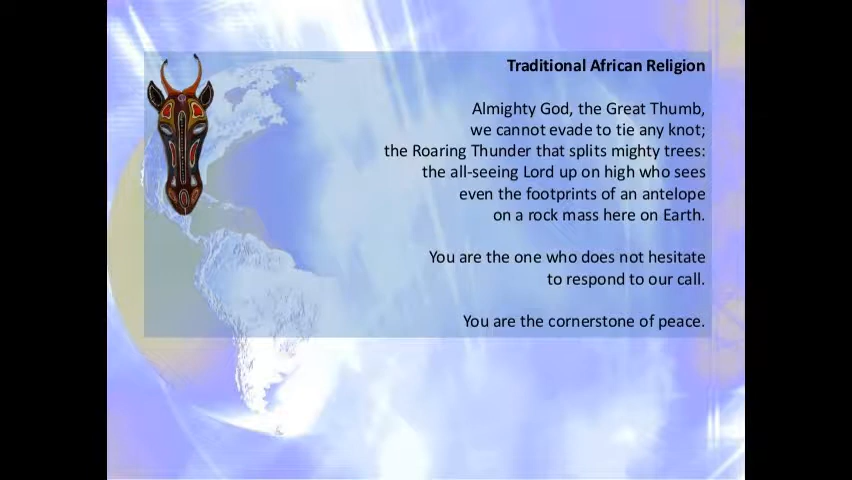 Traditional African Religion
Almighty God, the Great Thumb,
we cannot evade to tie any knot;
the Roaring Thunder that splits mighty trees:
the all-seeing Lord up on high who sees
even the footprints of an antelope
on a rock mass here on Earth.
You are the one who does not hesitate
to respond to our call.
You are the cornerstone of peace.